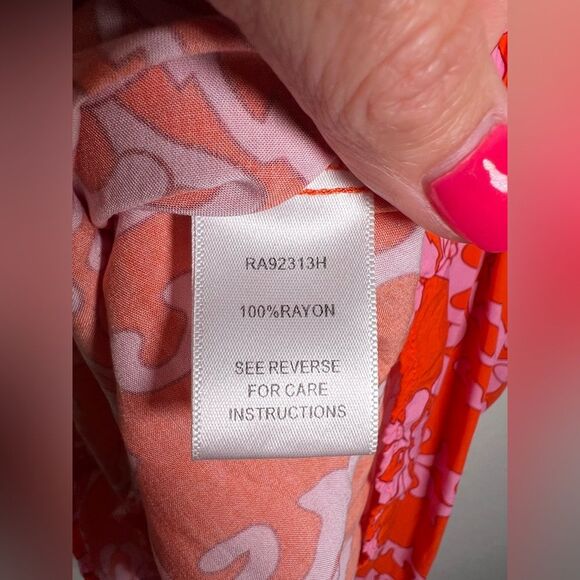 RA92313H
100%RAYON
SEE REVERSE
FOR CARE
INSTRUCTIONS